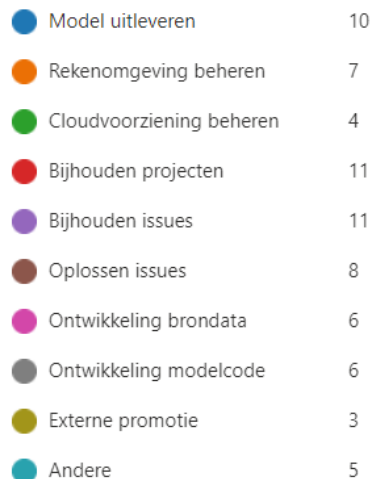 Model uitleveren 10
Rekenomgeving beheren 7
Cloudvoorziening beheren 4
Bijhouden projecten 11
Bijhouden issues 11
Oplossen issues 8
Ontwikkeling brondata 6
Ontwikkeling modelcode 6
Externe promotie 3
Andere 5